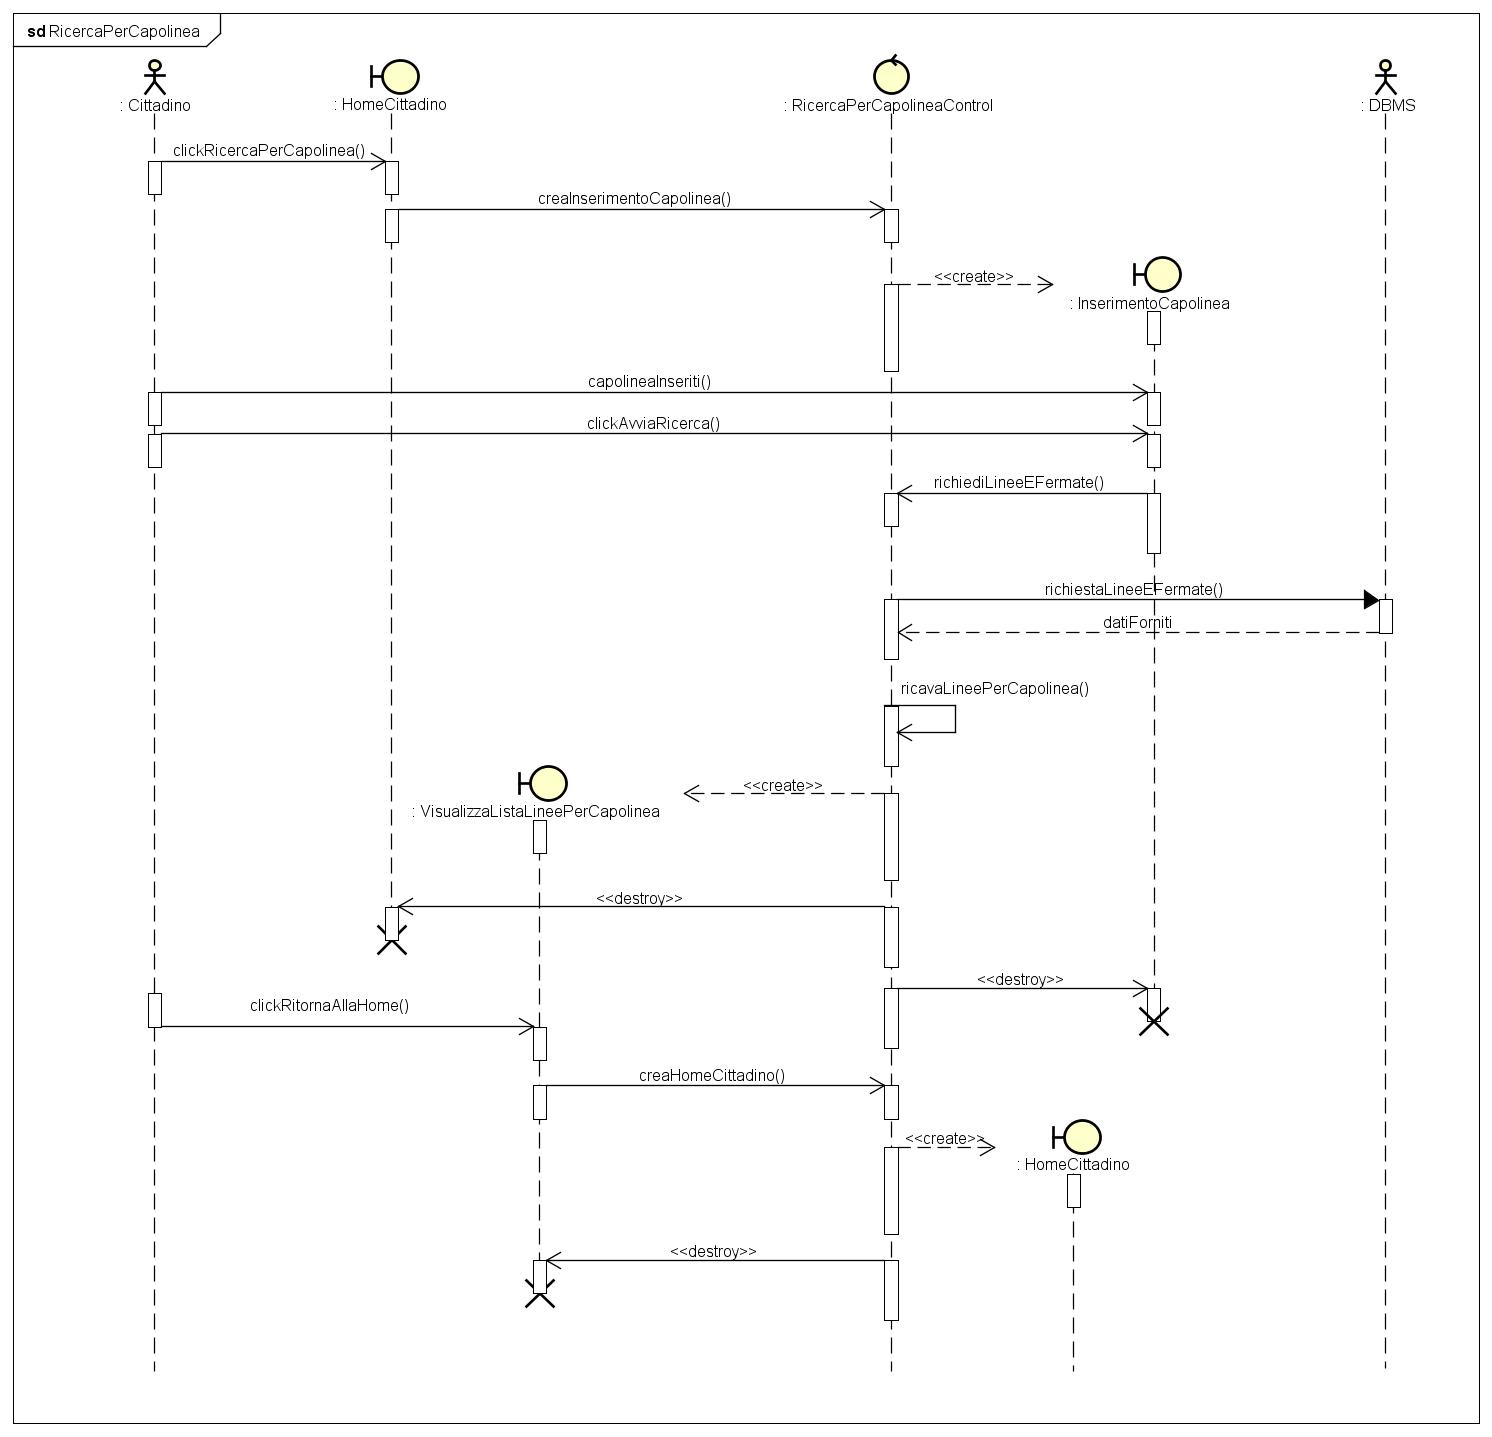 sd RicercaPerCapolinea
: Cittadino
: HomeCittadino
: RicercaPerCapolineaControl
: DBMS
clickRicercaPerCapolinea()
creaInserimentoCapolinea()
<<create>>
: InserimentoCapolinea
capolineaInseriti()
clickAvviaRicerca()
richiediLineeEFermate()
richiestaLineeEFermate()
datiForniti
ricavaLineePerCapolinea()
<<create>>
: VisualizzaListaLineePerCapolinea
<<destroy>>
<<destroy>>
clickRitornaAllaHome()
creaHomeCittadino()
<<create>>
: HomeCittadino
<<destroy>>